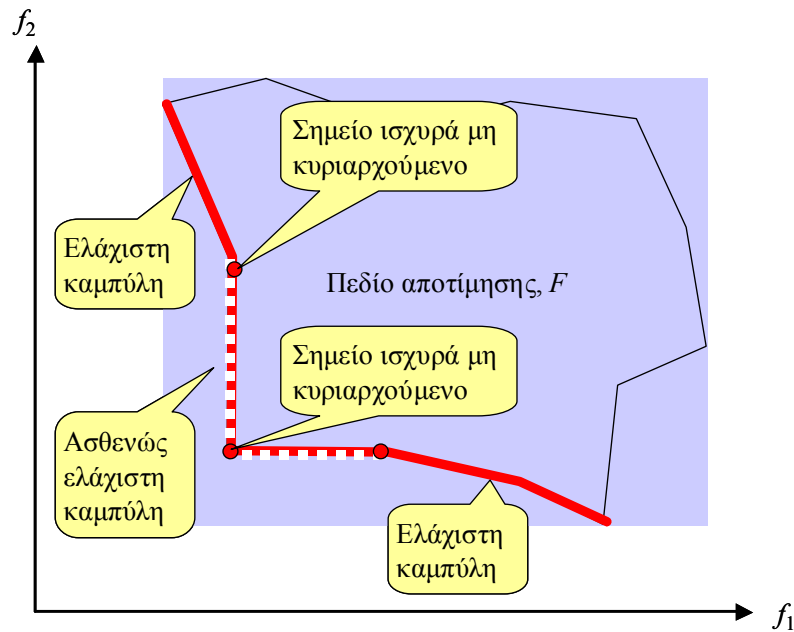 f2
Σημείο ισχυρά μη
κυριαρχούμενο
Ελάχιστη
καμπύλη
Πεδίο αποτίμησης, F
Σημείο ισχυρά μη
κυριαρχούμενο
Ασθενώς
ελάχιστη
καμπύλη
Ελάχιστη
καμπύλη
f1